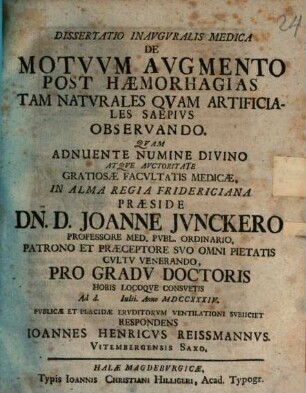 24
DISSERTATIO INAVGVRALIS MEDICA
DE
MOTVVM AVGMENTO
POST HÆMORHAGIAS
TAM NATVRALES QVAM ARTIFICIA-
LES SAEPIVS
OBSERVANDO.
QVAM
ADNUENTE NUMINE DIVINO
ATQVE AVCTORITATE
GRATIOSÆ FACVLTATIS MEDICÆ,
IN ALMA REGIA FRIDERICIANA
PRÆSIDE
DN. D. JOANNE JVNCKERO
PROFESSORE MED. PVBL. ORDINARIO,
PATRONO ET PRÆCEPTORE SVO OMNI PIETATIS
CVLTV VENERANDO,
PRO GRADV DOCTORIS
HORIS LOCOQVE CONSVETIS
Ad d. Iulii. Anno MDCCXXXIV.
PVBLICÆ ET PLACIDÆ ERVDITORVM VENTILATIONI SVBIICIET
RESPONDENS
IOANNES HENRICVS REISSMANNVS.
VITEMBERGENSIS SAXO.
HALÆ MAGDEBVRGICÆ,
Typis IOANNIS CHRISTIANI HILLIGERI, Acad. Typogr.